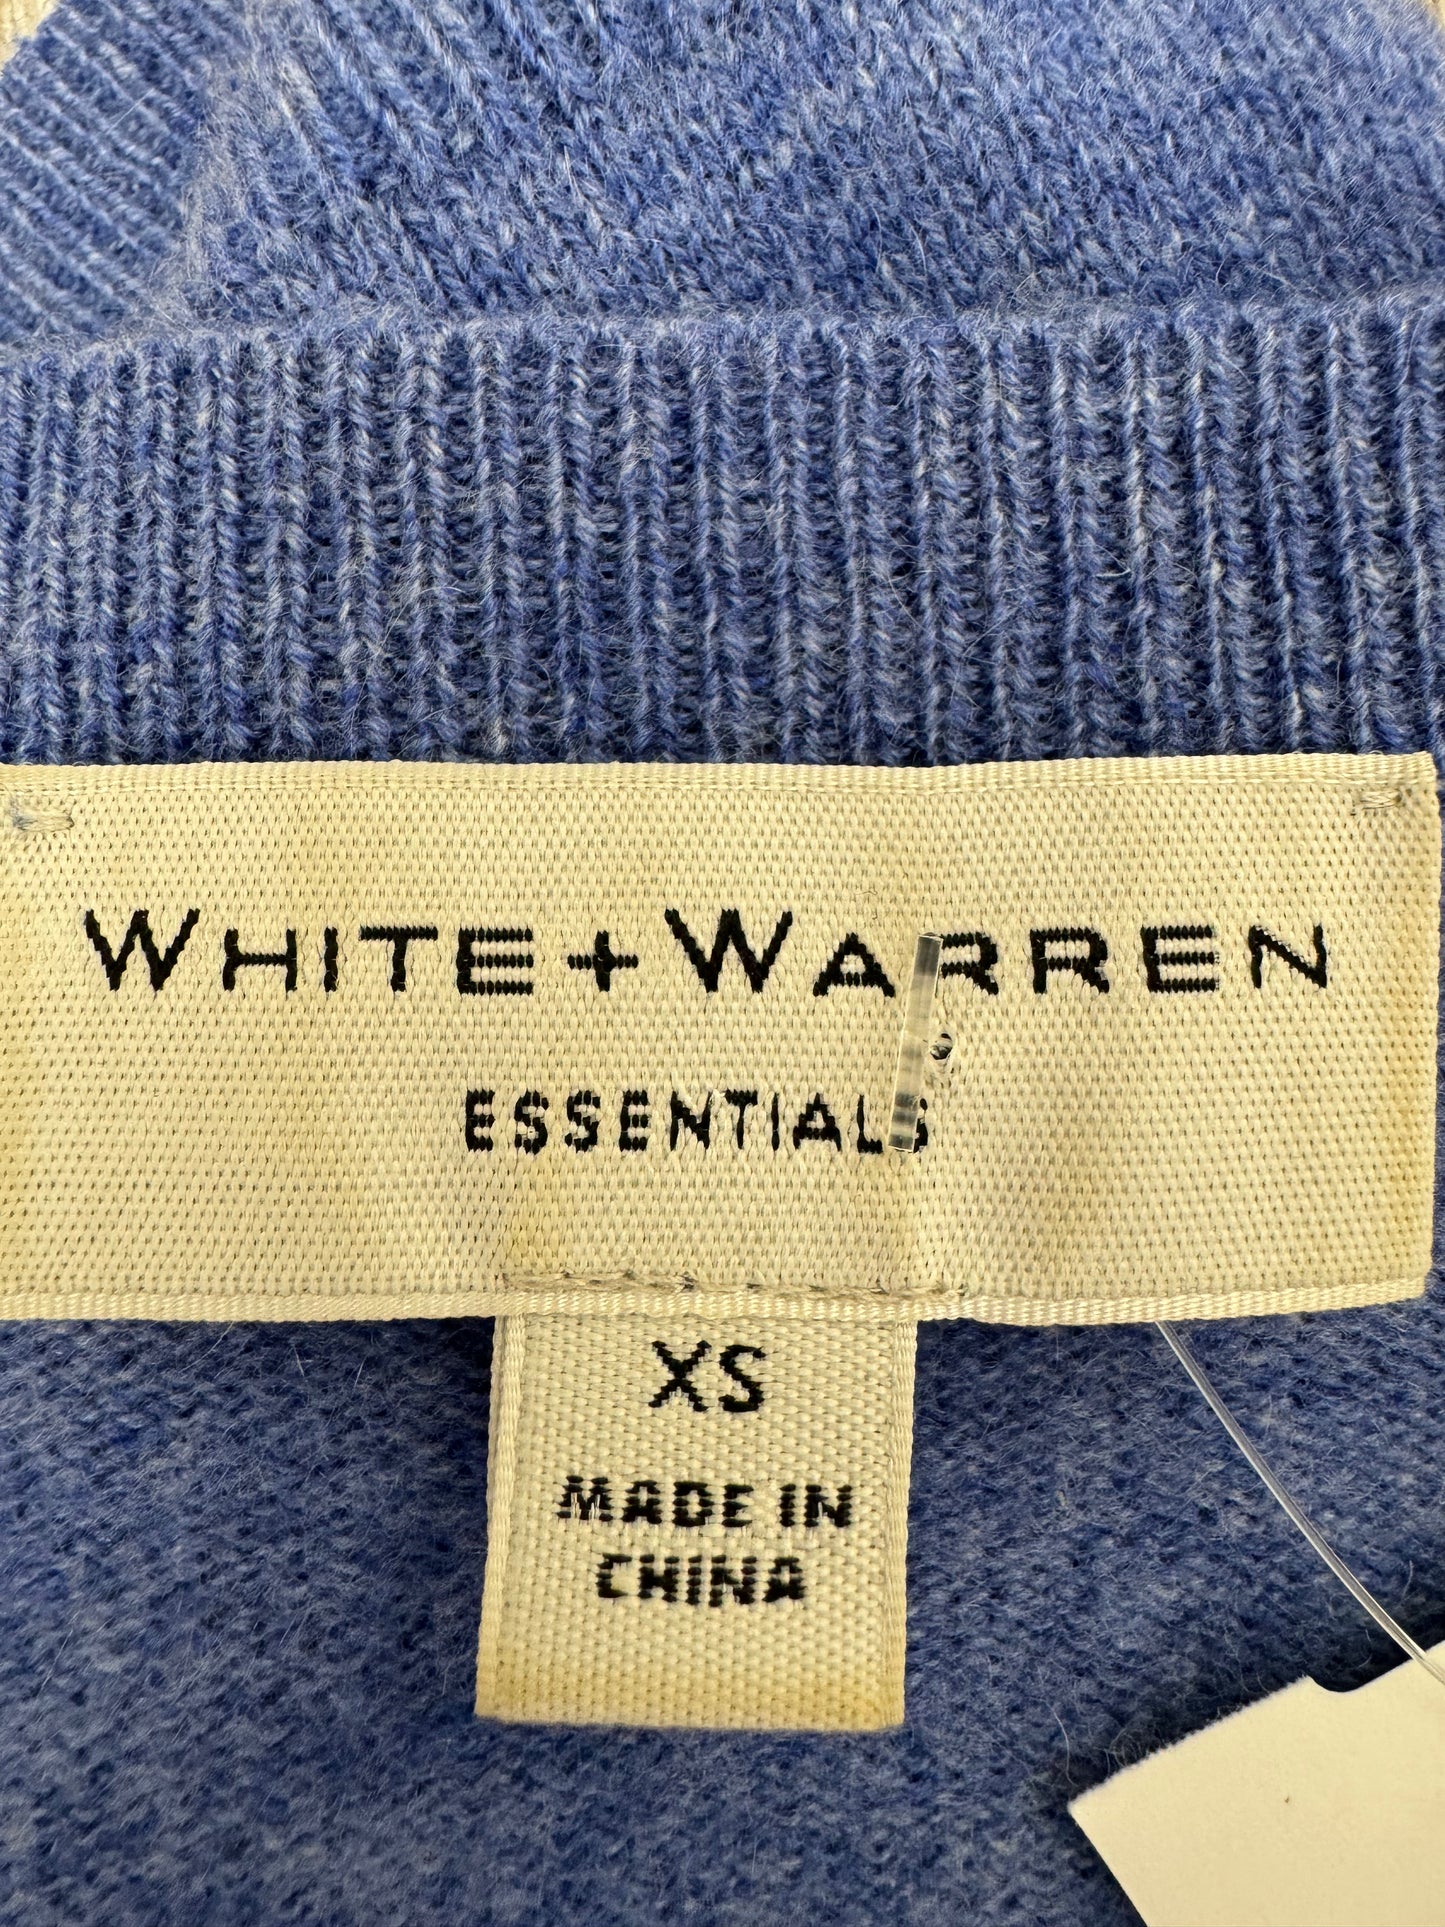 WHITE+WARREN
ESSENTIALS
XS
MADE IN
CHINA